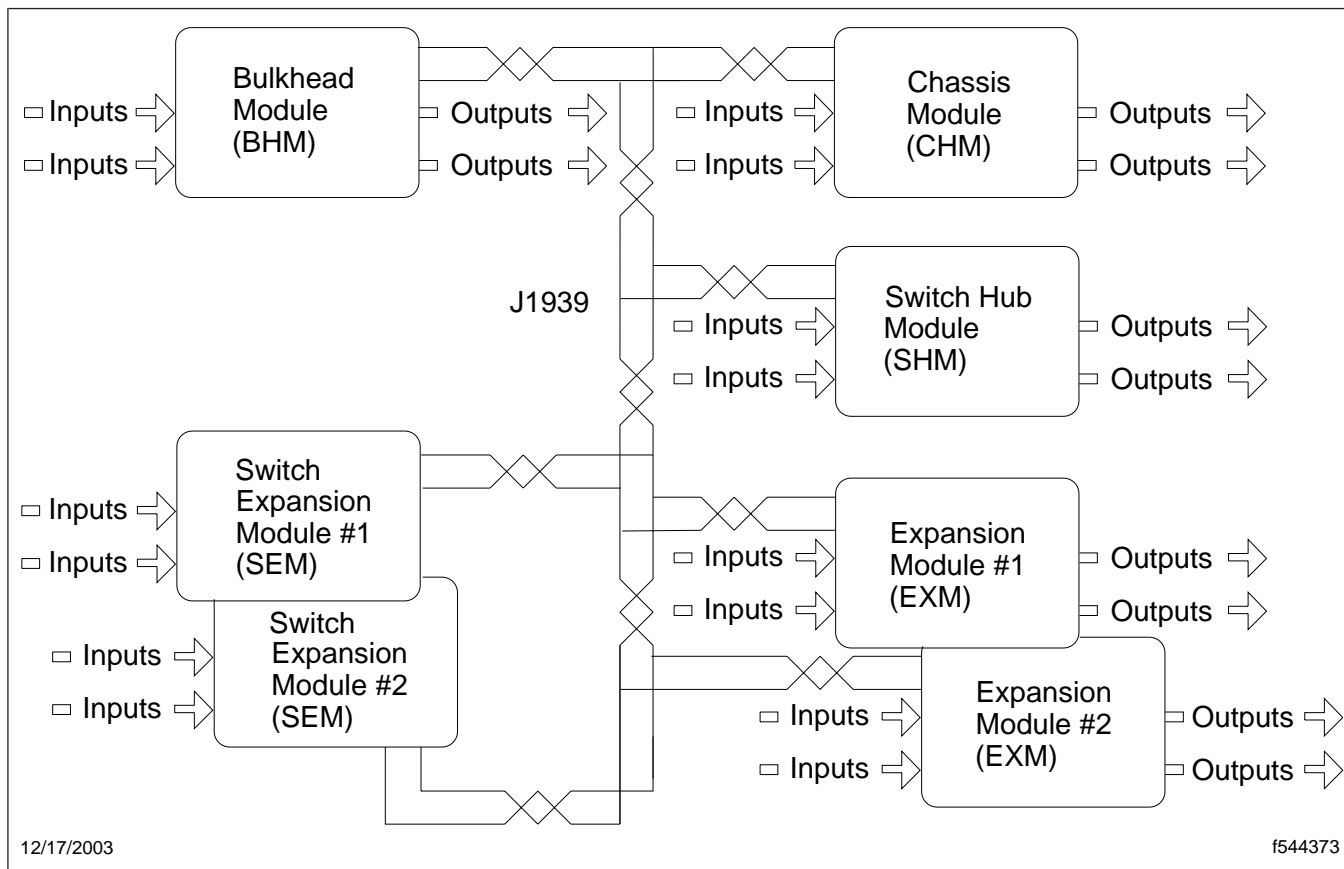 Bulkhead
Module
(BHM)
Inputs
Inputs
Outputs
Outputs
Chassis
Module
(CHM)
Inputs
Inputs
Outputs
Outputs
J1939
Switch Hub
Module
(SHM)
Inputs
Inputs
Outputs
Outputs
Switch
Expansion
Module #1
(SEM)
Inputs
Inputs
Expansion
Module #1
(EXM)
Inputs
Inputs
Outputs
Outputs
Switch
Expansion
Module #2
(SEM)
Inputs
Inputs
Expansion
Module #2
(EXM)
Inputs
Inputs
Outputs
Outputs
12/17/2003
f544373